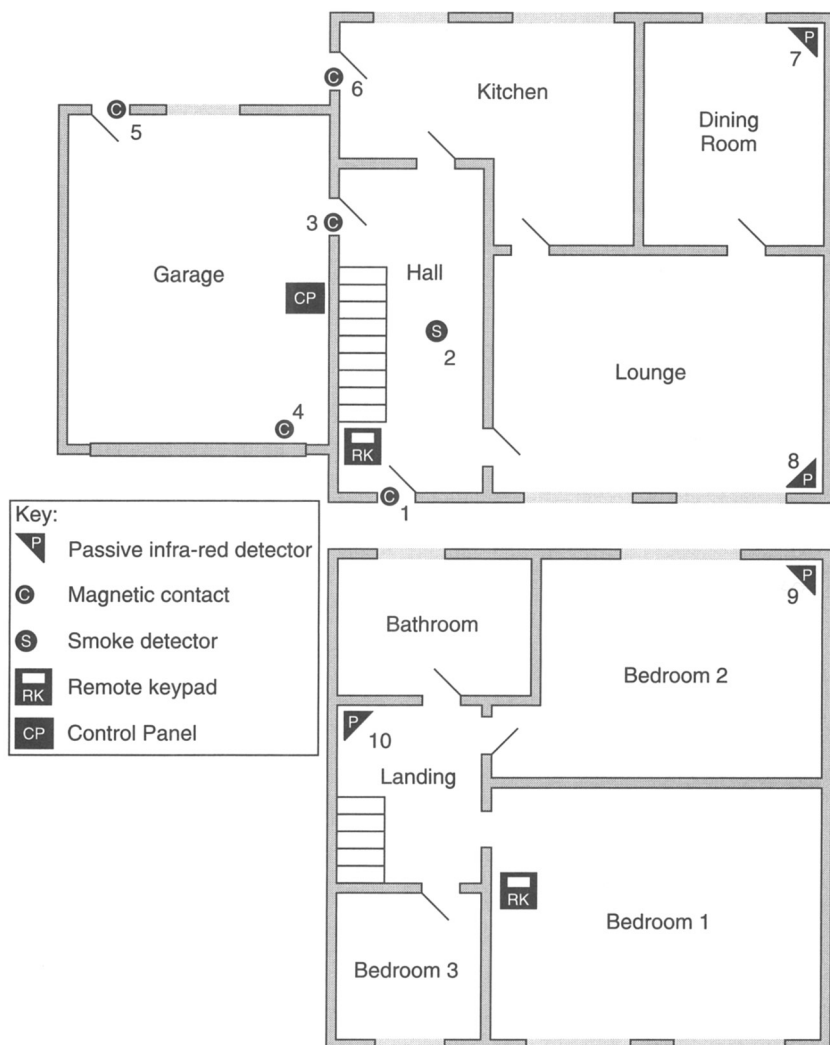 P
7
C
6
Kitchen
Dining
Room
C
5
3
C
Garage
CP
Hall
S
2
Lounge
4
C
RK
8
P
C
1
Key:
P
Passive infra-red detector
C
Magnetic contact
S
Smoke detector
RK
Remote keypad
CP
Control Panel
P
9
Bathroom
Bedroom 2
P
10
Landing
RK
Bedroom 1
Bedroom 3